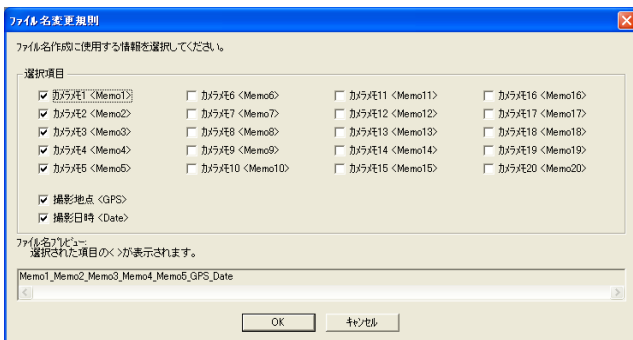 ファイル名変更規則
ファイル名作成に使用する情報を選択してください。
選択項目
カメラメモ1 <Memo1> カメラメモ6 <Memo6> カメラメモ11 <Memo11> カメラメモ16 <Memo16>
カメラメモ2 <Memo2> カメラメモ7 <Memo7> カメラメモ12 <Memo12> カメラメモ17 <Memo17>
カメラメモ3 <Memo3> カメラメモ8 <Memo8> カメラメモ13 <Memo13> カメラメモ18 <Memo18>
カメラメモ4 <Memo4> カメラメモ9 <Memo9> カメラメモ14 <Memo14> カメラメモ19 <Memo19>
カメラメモ5 <Memo5> カメラメモ10 <Memo10> カメラメモ15 <Memo15> カメラメモ20 <Memo20>
撮影地点 <GPS>
撮影日時 <Date>
ファイル名プレビュー:
選択された項目の< >が表示されます。
Memo1_Memo2_Memo3_Memo4_Memo5_GPS_Date
OK キャンセル